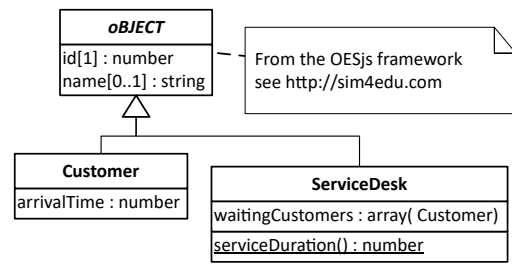 oBJECT
id[1] : number
name[0..1] : string
From the OESjs framework
see http://sim4edu.com
Customer
arrivalTime : number
ServiceDesk
waitingCustomers : array( Customer)
serviceDuration() : number